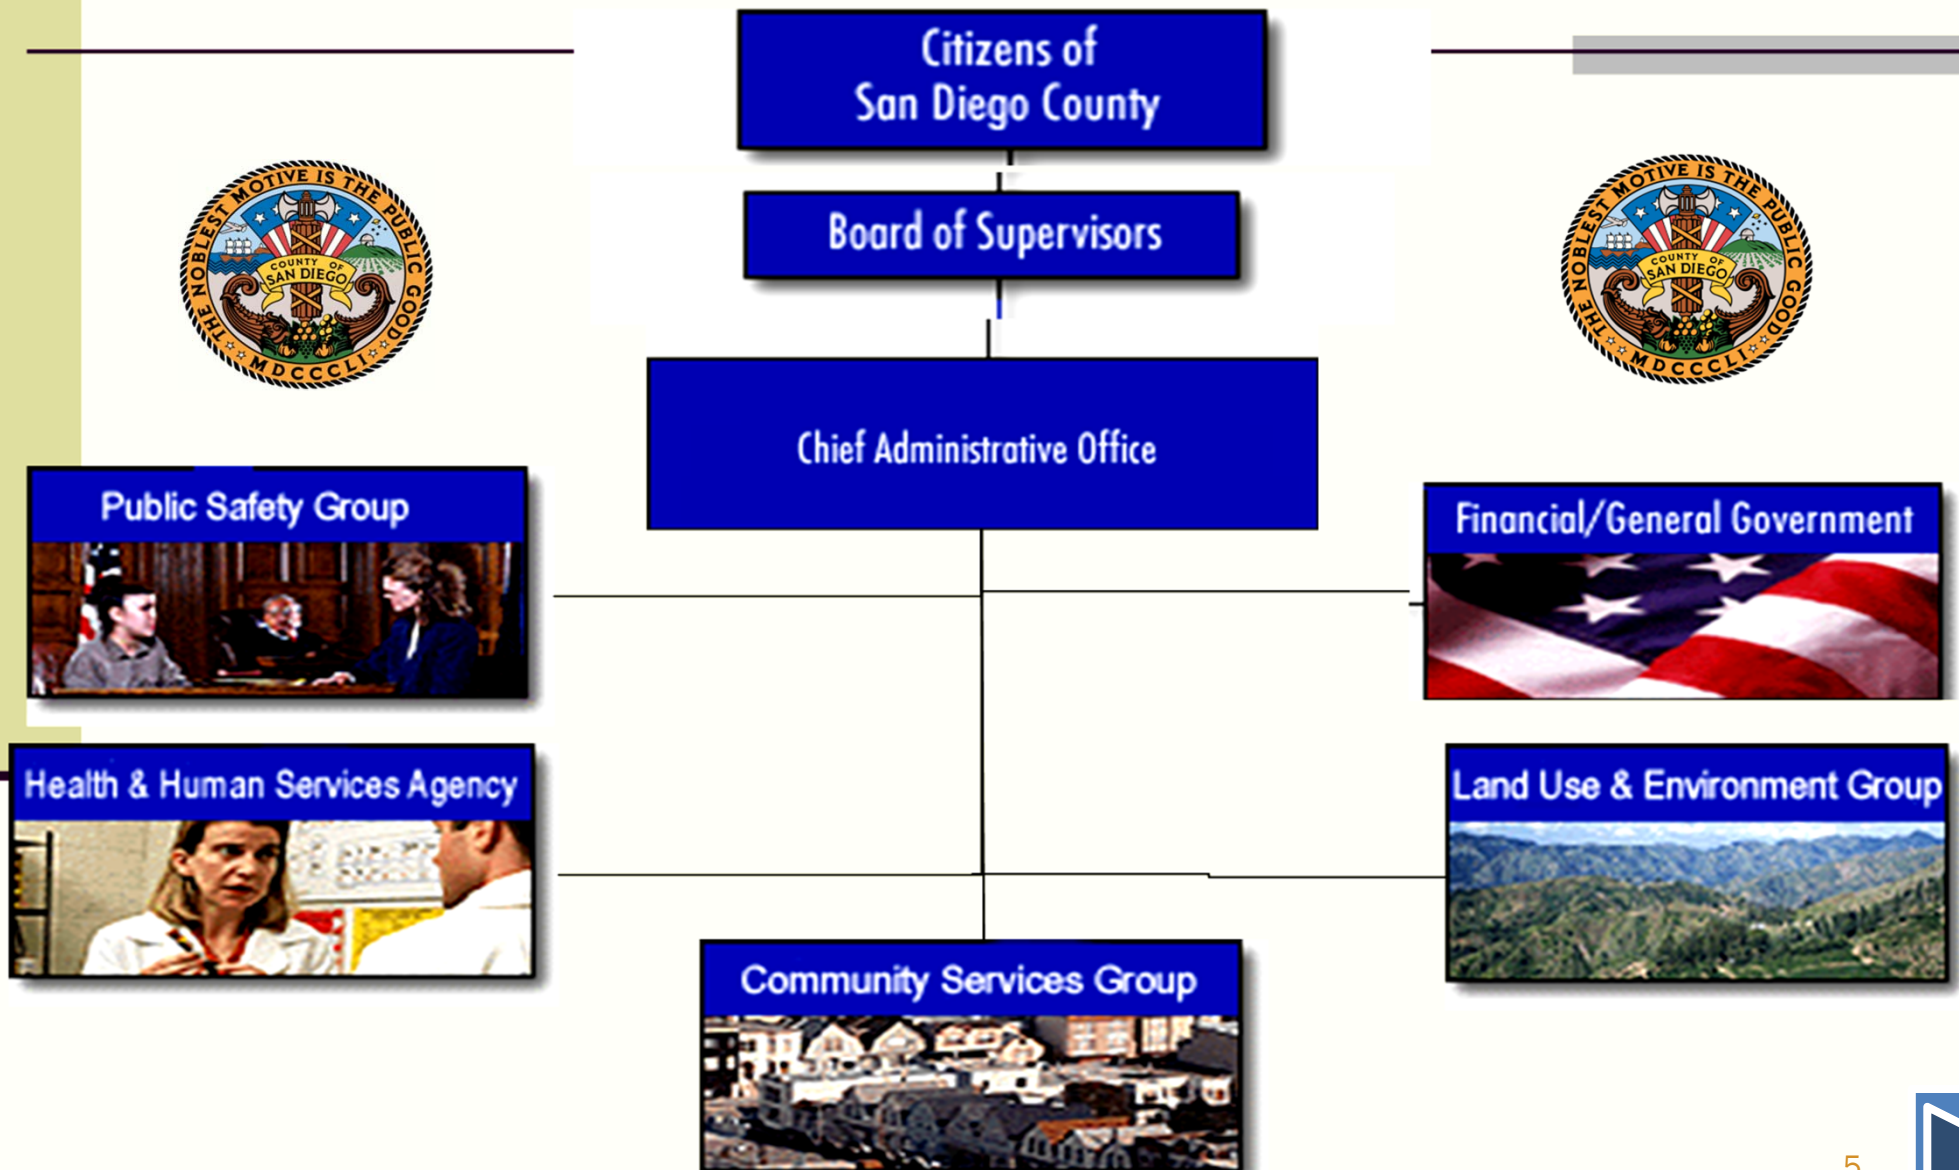 Citizens of
San Diego County
THE NOBLEST MOTIVE IS THE PUBLIC GOOD
COUNTY OF
SAN DIEGO
MDCCCLI
THE NOBLEST MOTIVE IS THE PUBLIC GOOD
COUNTY OF
SAN DIEGO
MDCCCLI
Board of Supervisors
Chief Administrative Office
Public Safety Group
Financial/General Government
Health & Human Services Agency
Land Use & Environment Group
Community Services Group
5